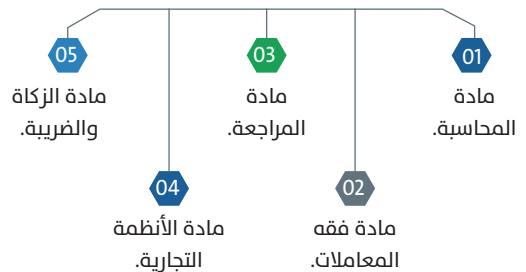 01
مادة
المحاسبة.
02
مادة فقه
المعاملات.
03
مادة
المراجعة.
04
مادة الأنظمة
التجارية.
05
مادة الزكاة
والضريبة.